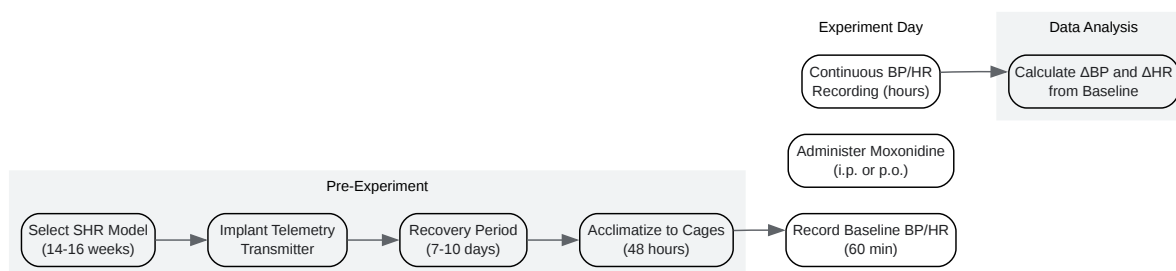 Experiment Day
Data Analysis
Continuous BP/HR
Recording (hours)
Calculate ΔBP and ΔHR
from Baseline
Administer Moxonidine
(i.p. or p.o.)
Pre-Experiment
Select SHR Model
(14-16 weeks)
Implant Telemetry
Transmitter
Recovery Period
(7-10 days)
Acclimatize to Cages
(48 hours)
Record Baseline BP/HR
(60 min)